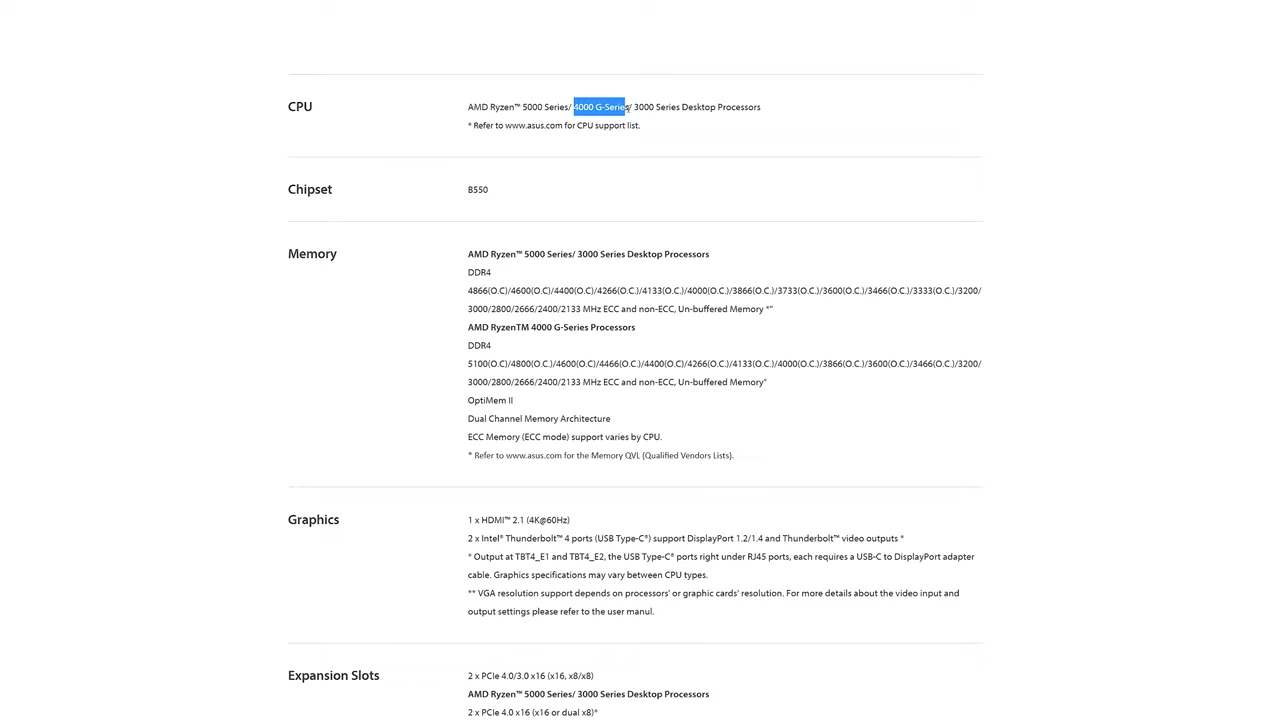 CPU
AMD Ryzen™ 5000 Series/ 4000 G-Series/ 3000 Series Desktop Processors
* Refer to www.asus.com for CPU support list.
Chipset
B550
Memory
AMD Ryzen™ 5000 Series/ 3000 Series Desktop Processors
DDR4
4866(O.C)/4600(O.C)/4400(O.C)/4266(O.C.)/4133(O.C.)/4000(O.C.)/3866(O.C.)/3733(O.C.)/3600(O.C.)/3466(O.C.)/3333(O.C.)/3200/
3000/2800/2666/2400/2133 MHz ECC and non-ECC, Un-buffered Memory *"
AMD RyzenTM 4000 G-Series Processors
DDR4
5100(O.C)/4800(O.C.)/4600(O.C)/4466(O.C.)/4400(O.C)/4266(O.C.)/4133(O.C.)/4000(O.C.)/3866(O.C.)/3600(O.C.)/3466(O.C.)/3200/
3000/2800/2666/2400/2133 MHz ECC and non-ECC, Un-buffered Memory"
OptiMem II
Dual Channel Memory Architecture
ECC Memory (ECC mode) support varies by CPU.
* Refer to www.asus.com for the Memory QVL (Qualified Vendors Lists).
Graphics
1 x HDMI™ 2.1 (4K@60Hz)
2 x Intel® Thunderbolt™ 4 ports (USB Type-C®) support DisplayPort 1.2/1.4 and Thunderbolt™ video outputs *
* Output at TBT4_E1 and TBT4_E2, the USB Type-C® ports right under RJ45 ports, each requires a USB-C to DisplayPort adapter
cable. Graphics specifications may vary between CPU types.
** VGA resolution support depends on processors' or graphic cards' resolution. For more details about the video input and
output settings please refer to the user manul.
Expansion Slots
2 x PCIe 4.0/3.0 x16 (x16, x8/x8)
AMD Ryzen™ 5000 Series/ 3000 Series Desktop Processors
2 x PCIe 4.0 x16 (x16 or dual x8)*